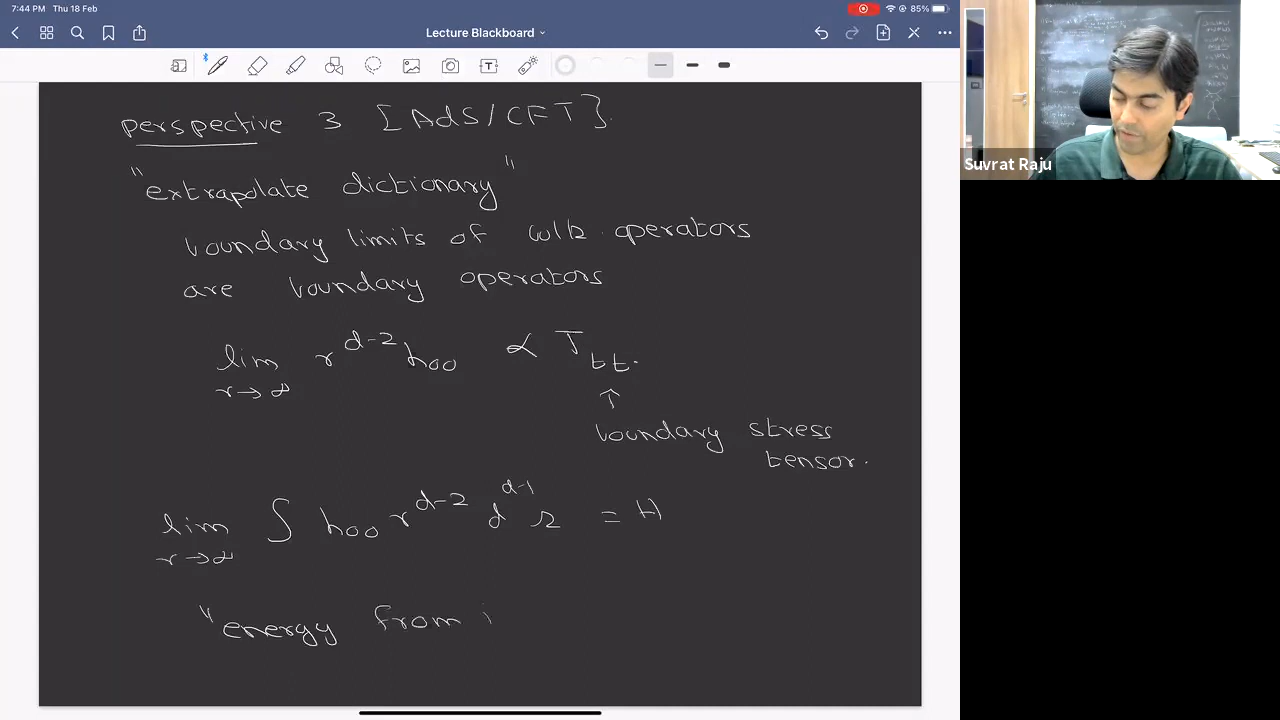 7:44 PM Thu 18 Feb
85%
Lecture Blackboard
T
perspective 3 [AdS/CFT].
"extrapolate dictionary"
boundary limits of bulk operators
are boundary operators
lim r→∞ r^{d-2} h_{00} ∝ T_{tt}.
↑
boundary stress
tensor.
lim r→∞ ∫ h_{00} r^{d-2} d^{d-1}Ω = H
"energy from i
Suvrat Raju